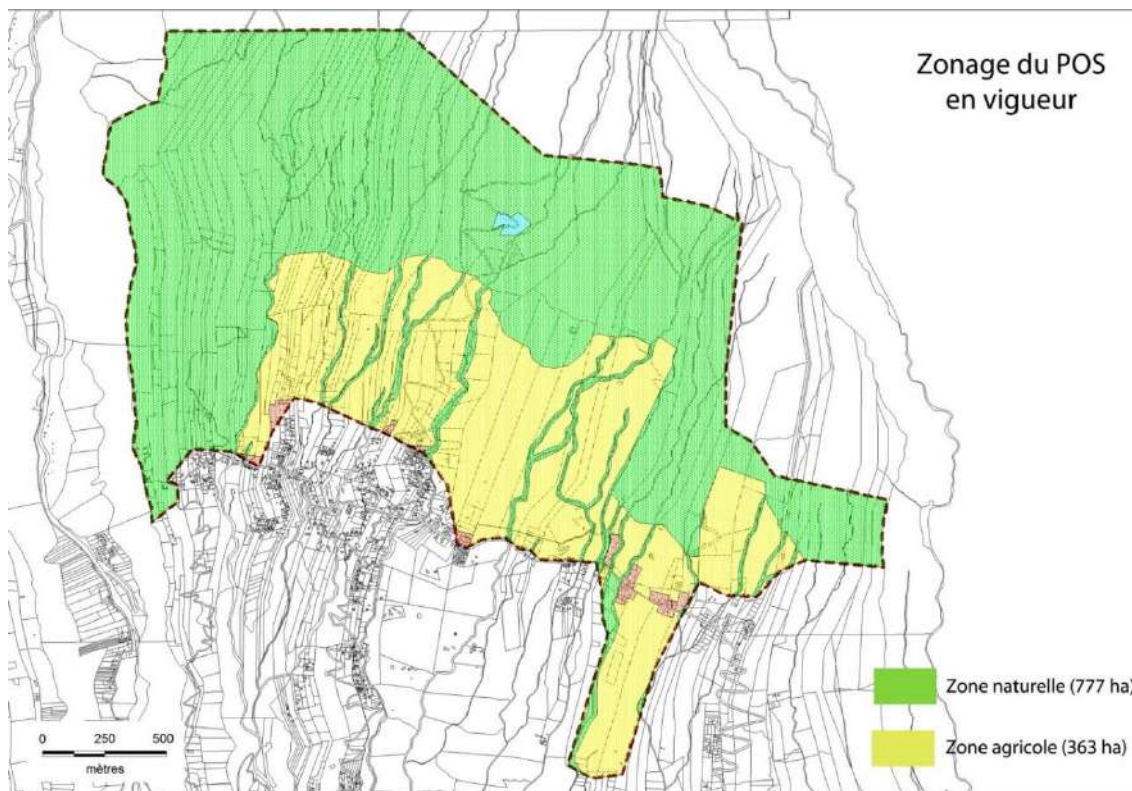 Zonage du POS
en vigueur
Zone naturelle (777 ha)
Zone agricole (363 ha)
0 250 500
mètres